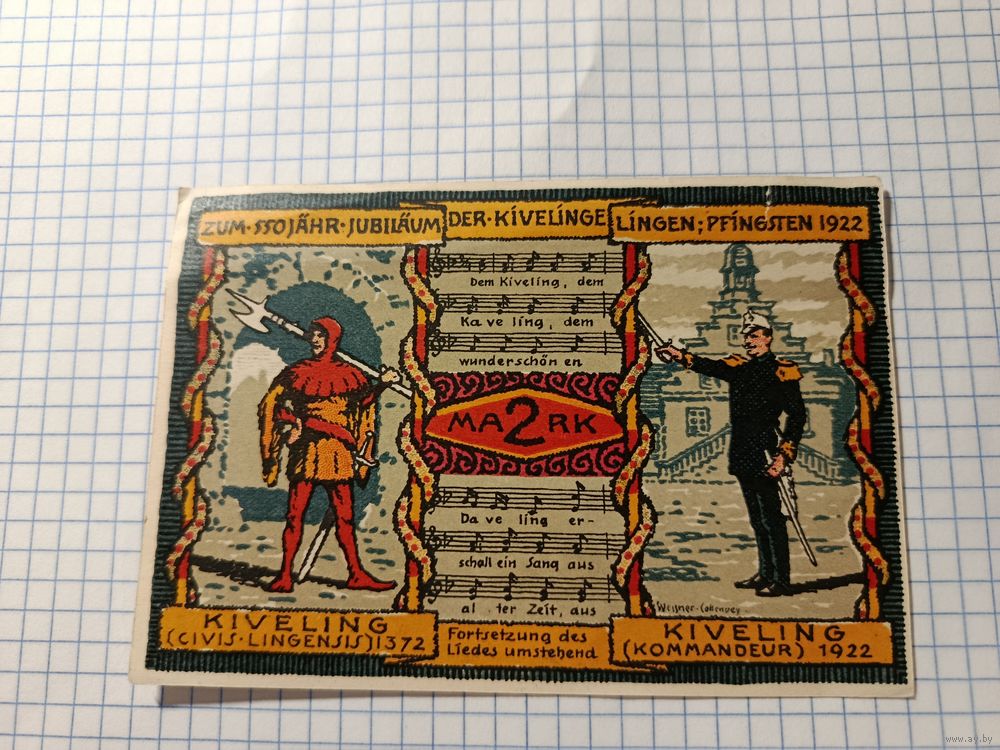 ZUM·550JÄHR·JUBILÄUM DER·KIVELINGE LINGEN; PFINGSTEN 1922
Dem Kiveling, dem
Ka ve ling, dem
wunderschön en
MA2RK
Da ve ling er-
scholl ein Sang aus
al ter Zeit, aus
KIVELING
(CIVIS·LINGENSIS) 1372
Fortsetzung des
Liedes umstehend
KIVELING
(KOMMANDEUR) 1922
www.ay.by